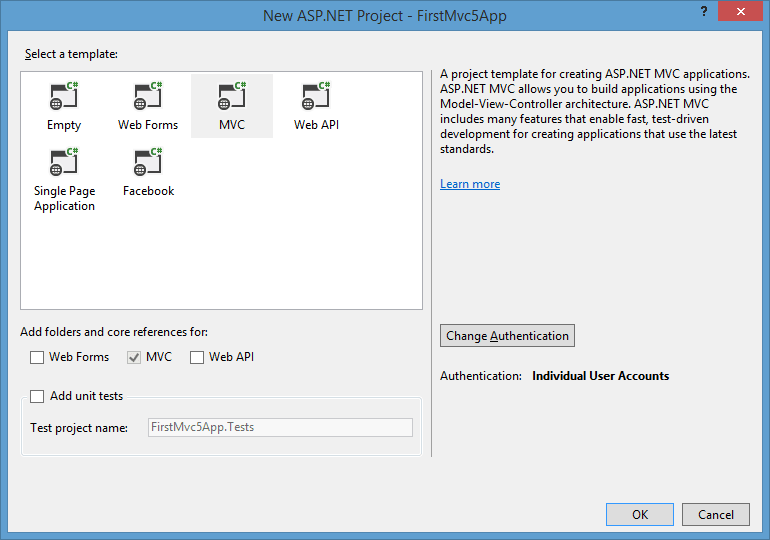 New ASP.NET Project - FirstMvc5App
?
Select a template:
C# C# C# C#
Empty Web Forms MVC Web API
C# C#
Single Page Facebook
Application
A project template for creating ASP.NET MVC applications.
ASP.NET MVC allows you to build applications using the
Model-View-Controller architecture. ASP.NET MVC
includes many features that enable fast, test-driven
development for creating applications that use the latest
standards.
Learn more
Add folders and core references for:
Web Forms MVC Web API
Add unit tests
Test project name: FirstMvc5App.Tests
Change Authentication
Authentication: Individual User Accounts
OK Cancel